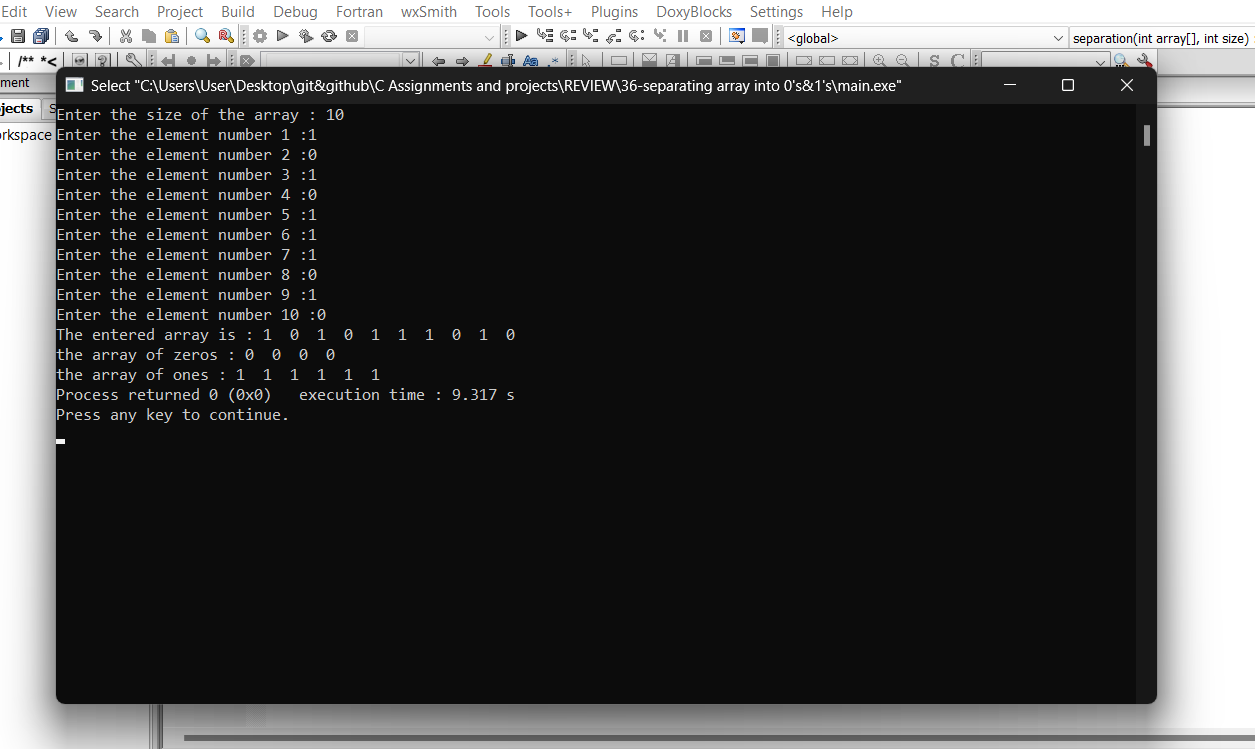 Edit View Search Project Build Debug Fortran wxSmith Tools Tools+ Plugins DoxyBlocks Settings Help
<global> separation(int array[], int size)
/** *<
S C
ment
Select "C:\Users\User\Desktop\git&github\C Assignments and projects\REVIEW\36-separating array into 0's&1's\main.exe"
jects S
orkspace
Enter the size of the array : 10
Enter the element number 1 :1
Enter the element number 2 :0
Enter the element number 3 :1
Enter the element number 4 :0
Enter the element number 5 :1
Enter the element number 6 :1
Enter the element number 7 :1
Enter the element number 8 :0
Enter the element number 9 :1
Enter the element number 10 :0
The entered array is : 1  0  1  0  1  1  1  0  1  0
the array of zeros : 0  0  0  0
the array of ones : 1  1  1  1  1  1
Process returned 0 (0x0)   execution time : 9.317 s
Press any key to continue.